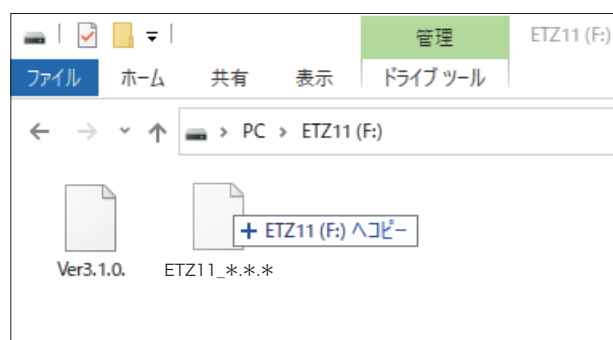 管理 ETZ11 (F:)
ファイル ホーム 共有 表示 ドライブ ツール
PC › ETZ11 (F:)
+ ETZ11 (F:) へコピー
Ver3.1.0. ETZ11_*.*.*